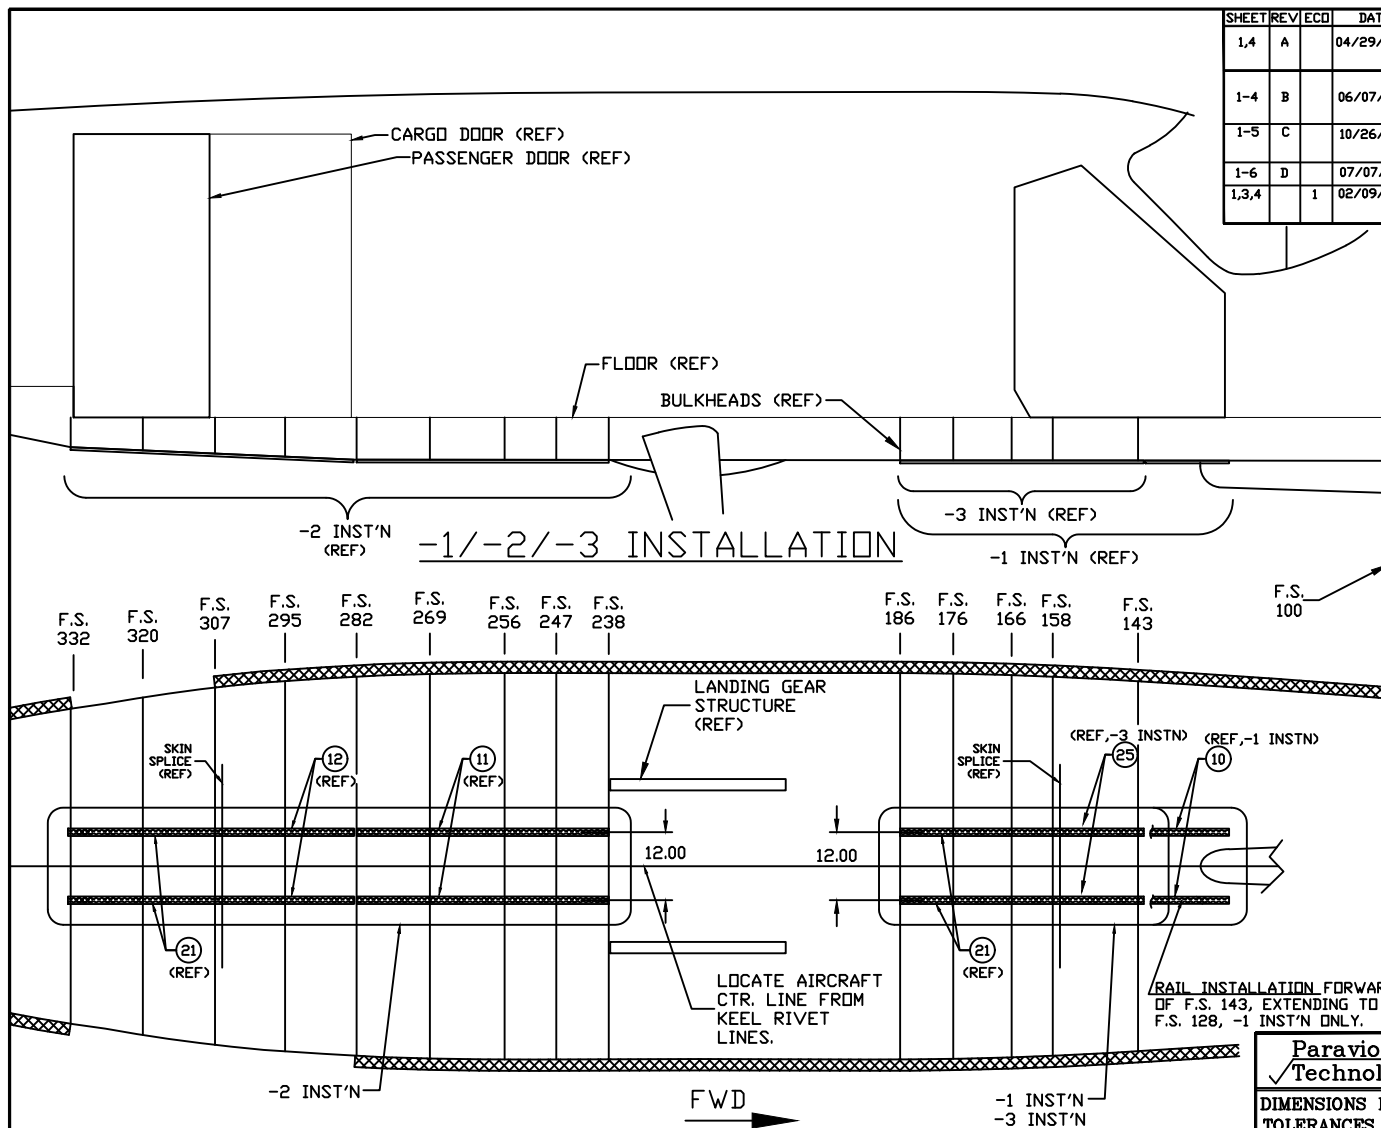 SHEET REV ECO DAT
1,4 A 04/29/
1-4 B 06/07/
1-5 C 10/26/
1-6 D 07/07/
1,3,4 1 02/09/
CARGO DOOR (REF)
PASSENGER DOOR (REF)
FLOOR (REF)
BULKHEADS (REF)
-2 INST'N
(REF)
-3 INST'N (REF)
-1 INST'N (REF)
-1/-2/-3 INSTALLATION
F.S.
332
F.S.
320
F.S.
307
F.S.
295
F.S.
282
F.S.
269
F.S.
256
F.S.
247
F.S.
238
F.S.
186
F.S.
176
F.S.
166
F.S.
158
F.S.
143
F.S.
100
LANDING GEAR
STRUCTURE
(REF)
SKIN
SPLICE
(REF)
12
(REF)
11
(REF)
SKIN
SPLICE
(REF)
(REF,-3 INSTN)
25
(REF,-1 INSTN)
10
12.00
12.00
21
(REF)
21
(REF)
LOCATE AIRCRAFT
CTR. LINE FROM
KEEL RIVET
LINES.
RAIL INSTALLATION FORWAR
OF F.S. 143, EXTENDING TO
F.S. 128, -1 INST'N ONLY.
-2 INST'N
FWD
-1 INST'N
-3 INST'N
Paravio
Technol
DIMENSIONS
TOLERANCES